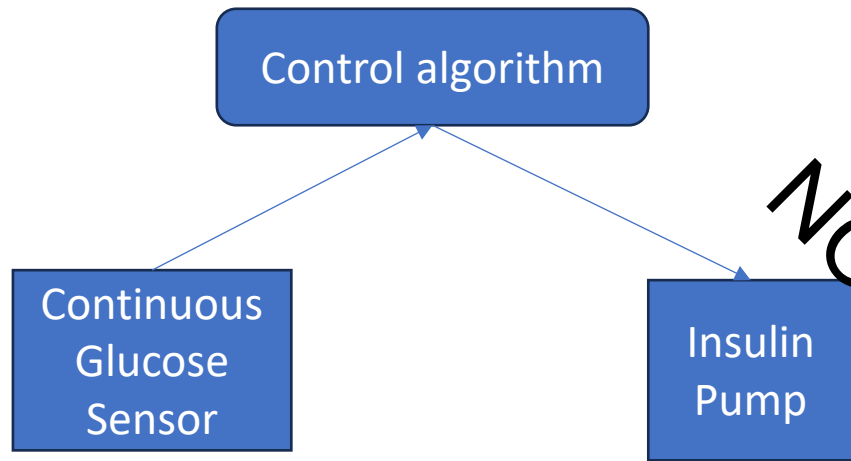 Control algorithm
Continuous
Glucose
Sensor
Insulin
Pump